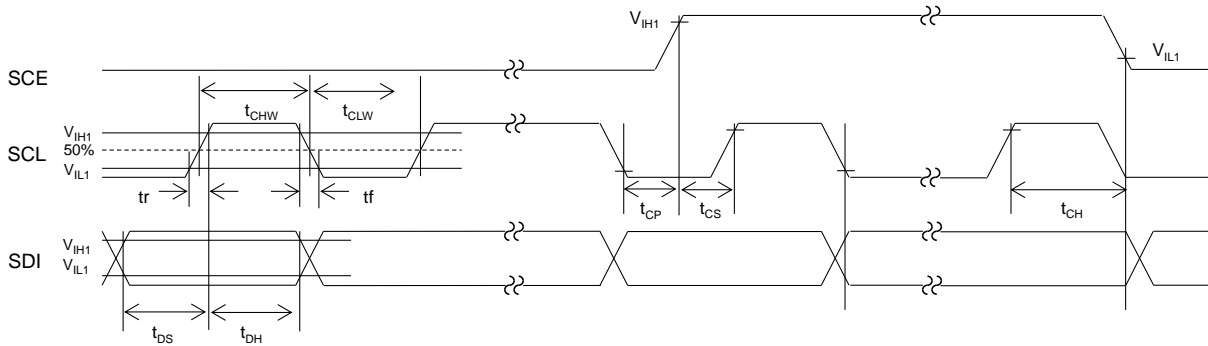 V_IH1
V_IL1
SCE
t_CHW
t_CLW
V_IH1
SCL
50%
V_IL1
tr
tf
t_CP
t_CS
t_CH
V_IH1
SDI
V_IL1
t_DS
t_DH